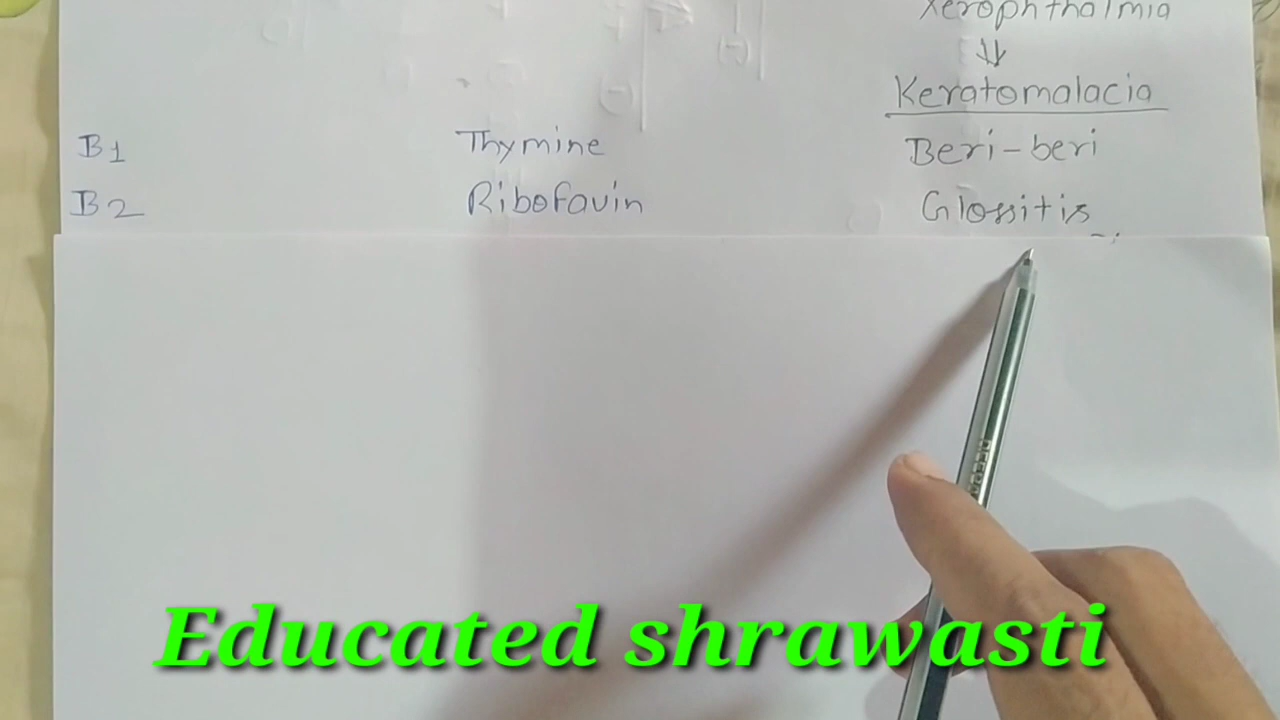 Xerophthalmia
⇓
Keratomalacia
B1 Thymine Beri-beri
B2 Ribofavin Glossitis
Educated shrawasti